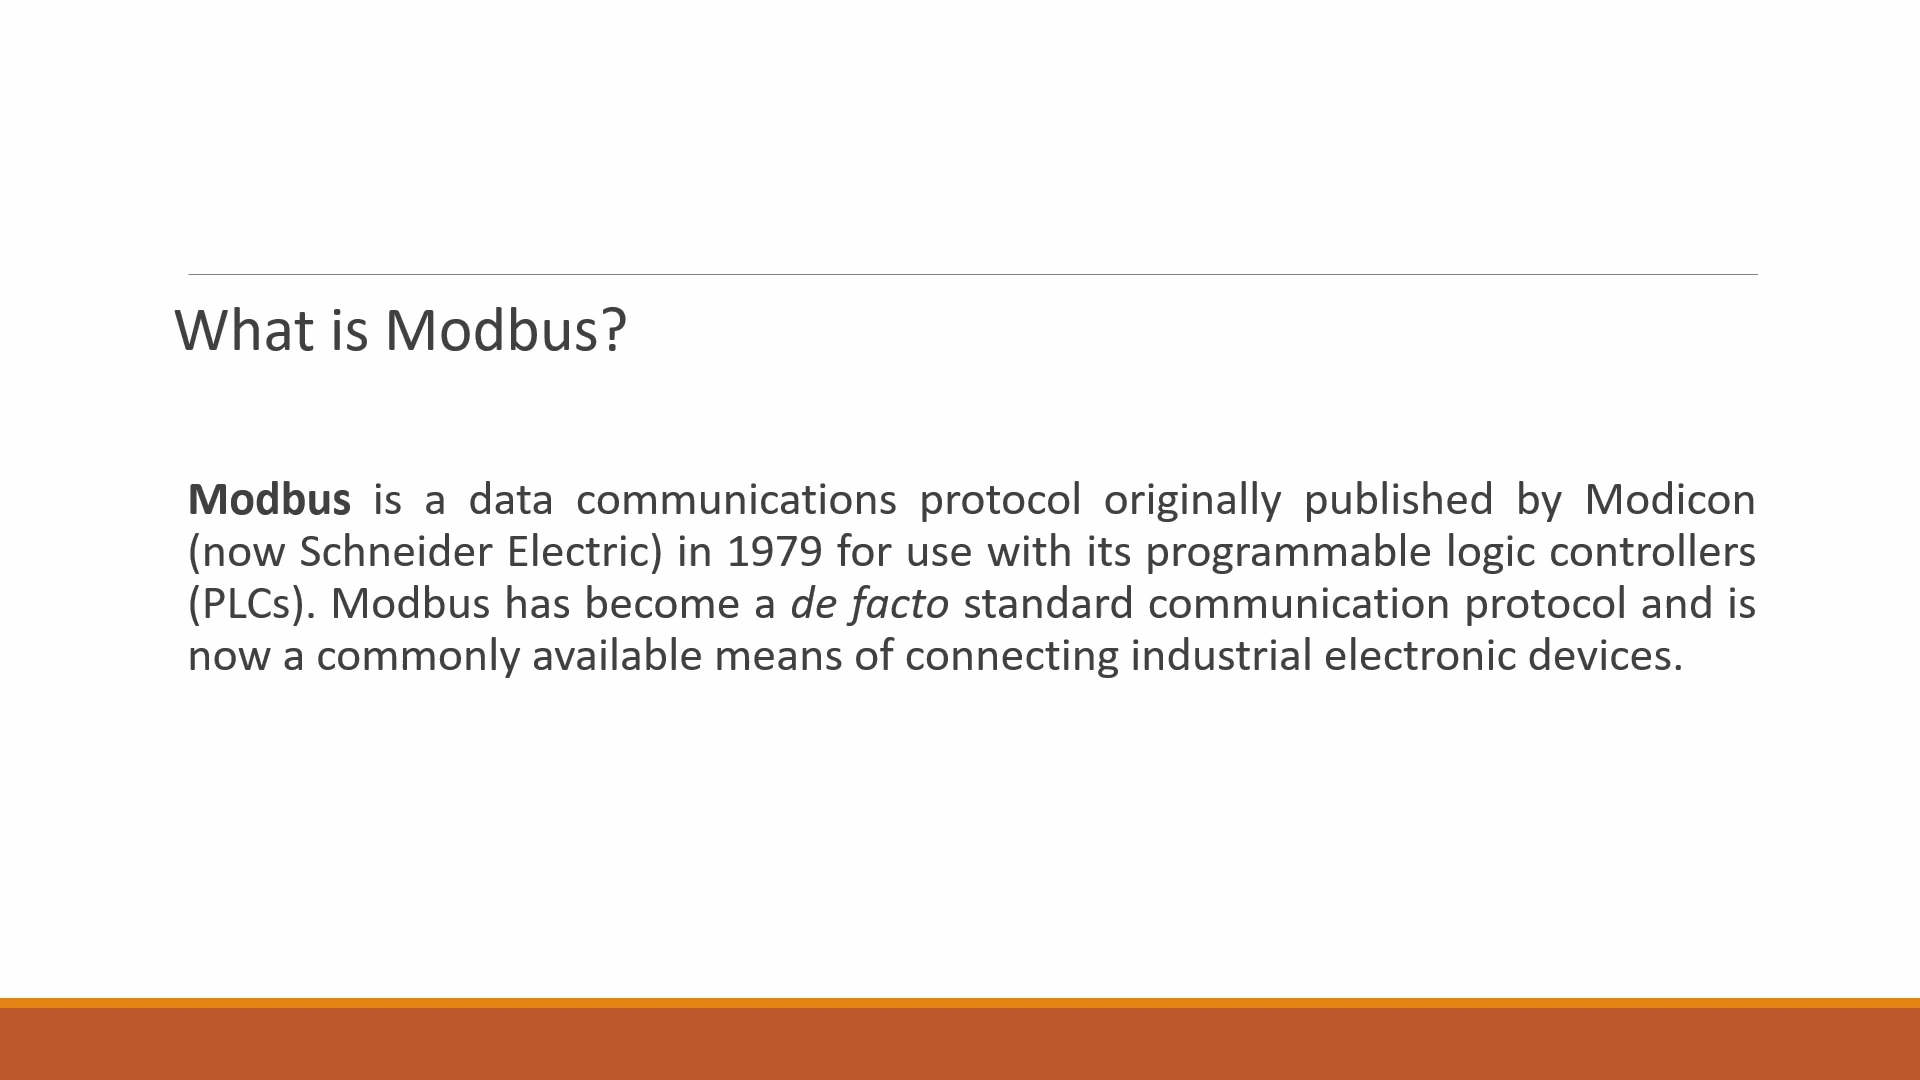 What is Modbus?
Modbus is a data communications protocol originally published by Modicon
(now Schneider Electric) in 1979 for use with its programmable logic controllers
(PLCs). Modbus has become a de facto standard communication protocol and is
now a commonly available means of connecting industrial electronic devices.